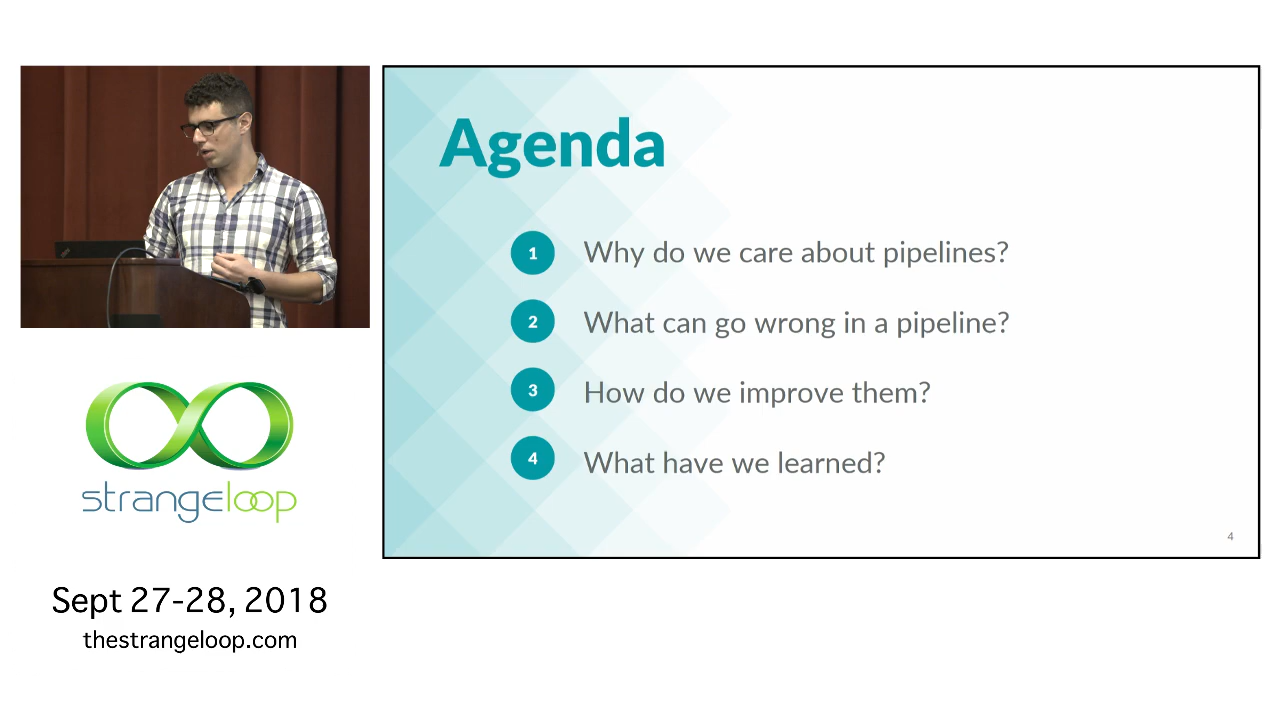 Agenda
1 Why do we care about pipelines?
2 What can go wrong in a pipeline?
3 How do we improve them?
4 What have we learned?
4
strangeloop
Sept 27-28, 2018
thestrangeloop.com